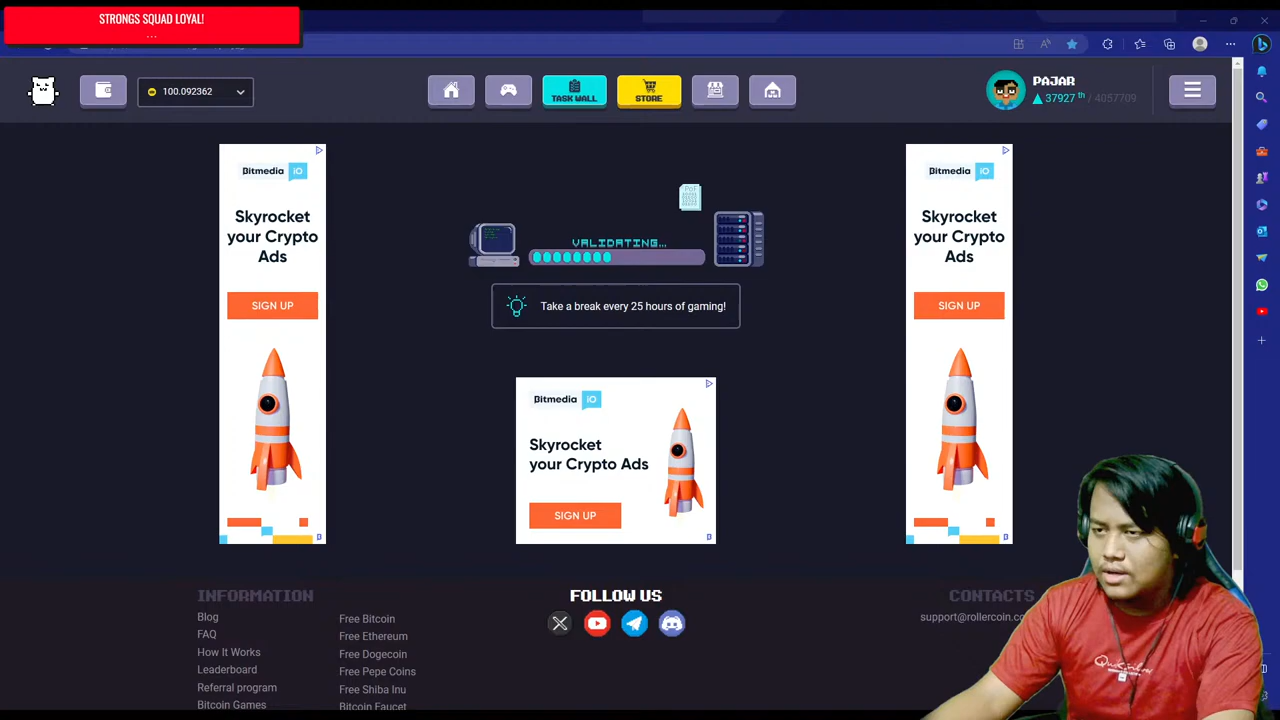 STRONGS SQUAD LOYAL!
...
100.092362
TASK WALL
STORE
PAJAR
37927 th / 4057709
Bitmedia IO
Skyrocket
your Crypto
Ads
SIGN UP
VALIDATING...
Take a break every 25 hours of gaming!
Bitmedia IO
Skyrocket
your Crypto Ads
SIGN UP
Bitmedia IO
Skyrocket
your Crypto
Ads
SIGN UP
INFORMATION
Blog
FAQ
How It Works
Leaderboard
Referral program
Bitcoin Games
Free Bitcoin
Free Ethereum
Free Dogecoin
Free Pepe Coins
Free Shiba Inu
Bitcoin Faucet
FOLLOW US
CONTACTS
support@rollercoin.co